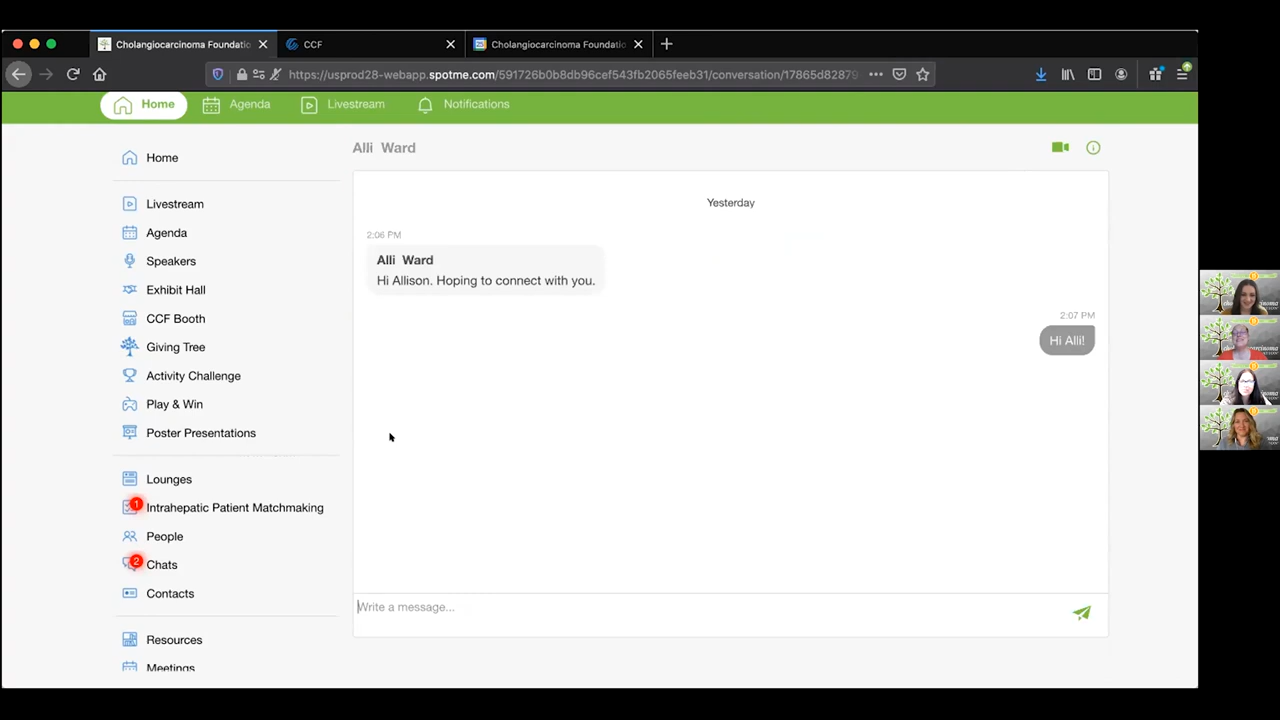 Cholangiocarcinoma Foundatio
CCF
Cholangiocarcinoma Foundatio
https://usprod28-webapp.spotme.com/591726b0b8db96cef543fb2065feeb31/conversation/17865d82879
Home
Agenda
Livestream
Notifications
Home
Livestream
Agenda
Speakers
Exhibit Hall
CCF Booth
Giving Tree
Activity Challenge
Play & Win
Poster Presentations
Lounges
1
Intrahepatic Patient Matchmaking
People
2
Chats
Contacts
Resources
Meetings
Alli Ward
Yesterday
2:06 PM
Alli Ward
Hi Allison. Hoping to connect with you.
2:07 PM
Hi Alli!
Write a message...